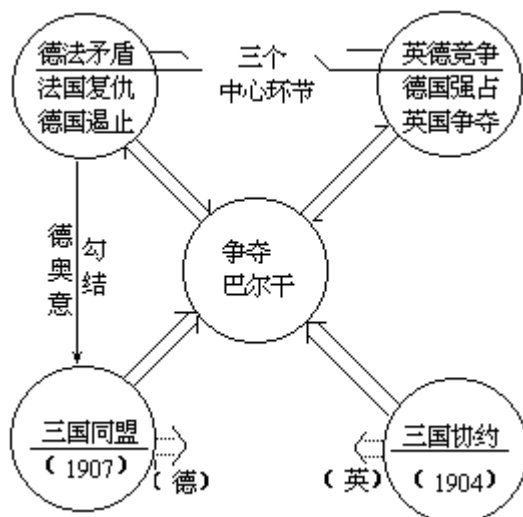 德法矛盾
法国复仇
德国遏止
三个
中心环节
英德竞争
德国强占
英国争夺
争夺
巴尔干
德奥意
勾结
三国同盟
(1907)
(德)
三国协约
(1904)
(英)